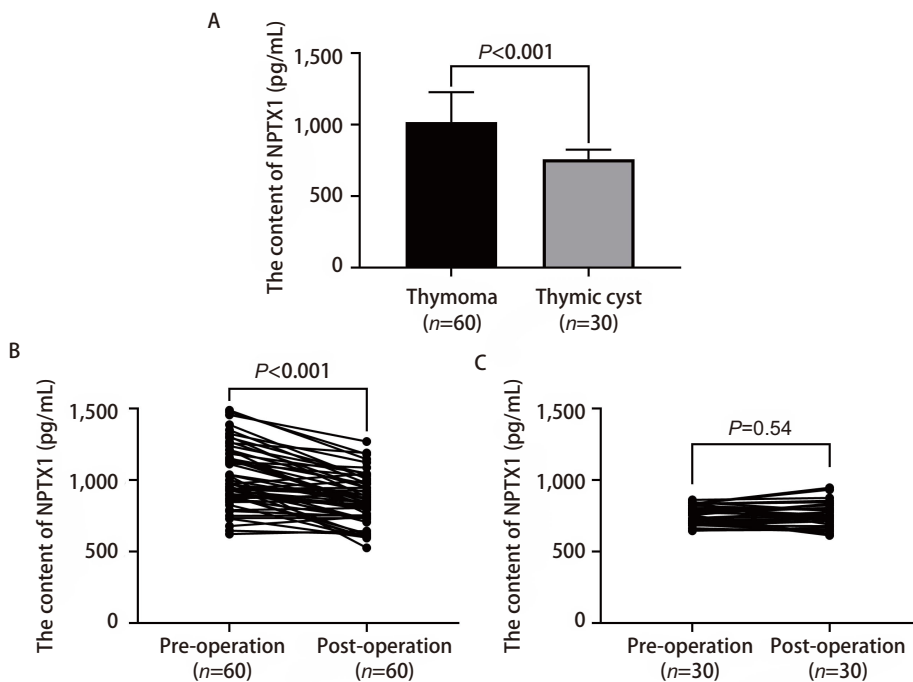 A
The content of NPTX1 (pg/mL)
1,500
1,000
500
0
P<0.001
Thymoma
(n=60)
Thymic cyst
(n=30)
B
The content of NPTX1 (pg/mL)
1,500
1,000
500
0
P<0.001
Pre-operation
(n=60)
Post-operation
(n=60)
C
The content of NPTX1 (pg/mL)
1,500
1,000
500
0
P=0.54
Pre-operation
(n=30)
Post-operation
(n=30)